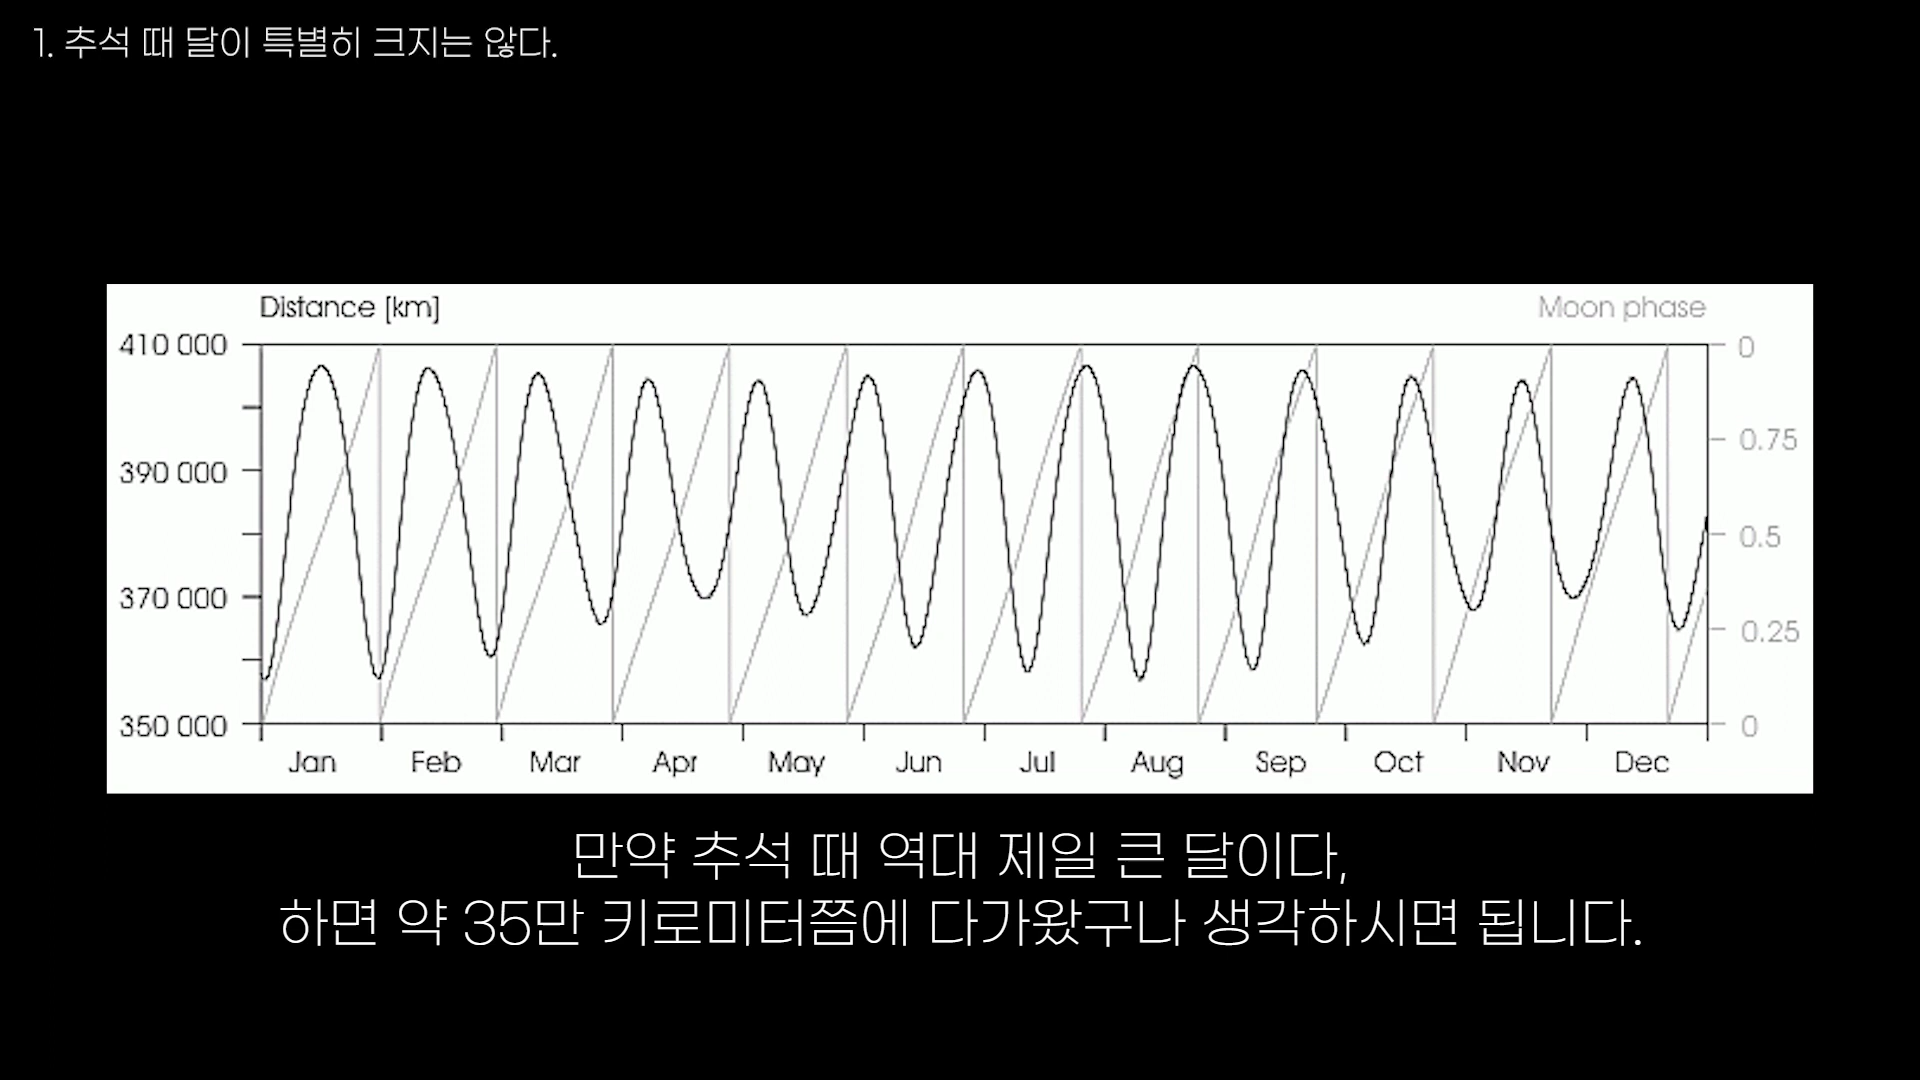 1. 추석 때 달이 특별히 크지는 않다.
Distance [km]
Moon phase
410 000
390 000
370 000
350 000
0
0.75
0.5
0.25
0
Jan Feb Mar Apr May Jun Jul Aug Sep Oct Nov Dec
만약 추석 때 역대 제일 큰 달이다,
하면 약 35만 키로미터쯤에 다가왔구나 생각하시면 됩니다.